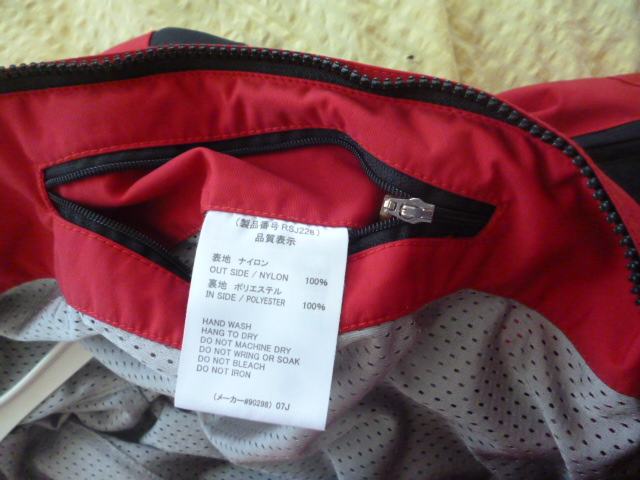 (製品番号 RSJ228)
品質表示
表地 ナイロン
OUT SIDE / NYLON 100%
裏地 ポリエステル
IN SIDE / POLYESTER 100%
HAND WASH
HANG TO DRY
DO NOT MACHINE DRY
DO NOT WRING OR SOAK
DO NOT BLEACH
DO NOT IRON
(メーカー#90298) 07J